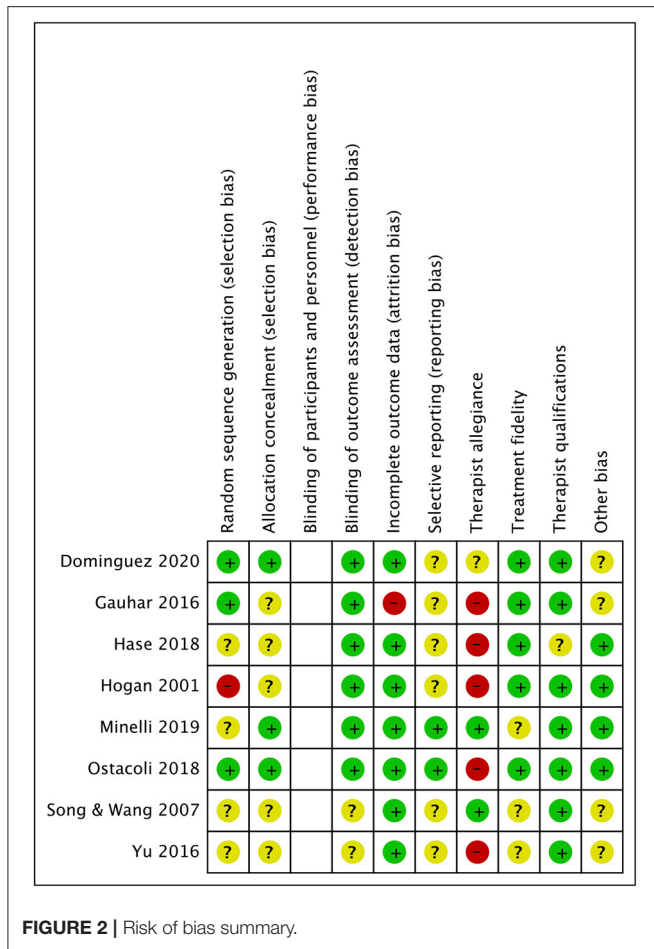 Random sequence generation (selection bias)
Allocation concealment (selection bias)
Blinding of participants and personnel (performance bias)
Blinding of outcome assessment (detection bias)
Incomplete outcome data (attrition bias)
Selective reporting (reporting bias)
Therapist allegiance
Treatment fidelity
Therapist qualifications
Other bias
Dominguez 2020 + + + + ? ? + + ?
Gauhar 2016 + ? + - ? - + + ?
Hase 2018 ? ? + + ? - + ? +
Hogan 2001 - ? + + ? - + + +
Minelli 2019 ? + + + + + ? + +
Ostacoli 2018 + + + + + - + + +
Song & Wang 2007 ? ? ? + ? + ? + ?
Yu 2016 ? ? ? + ? - ? + ?
FIGURE 2 | Risk of bias summary.